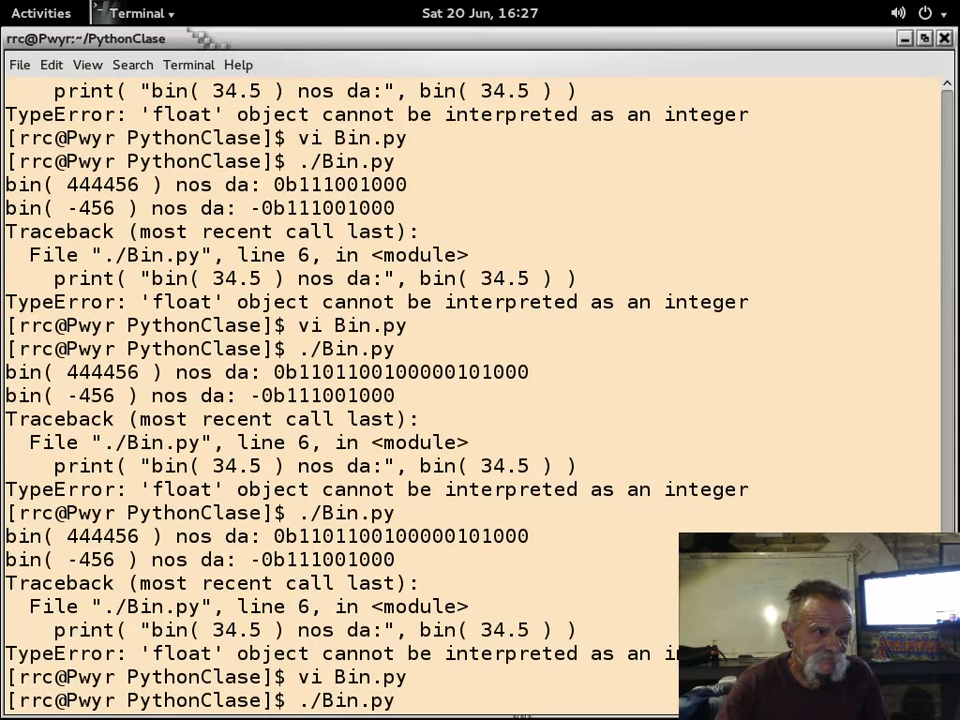 Activities Terminal Sat 20 Jun, 16:27
rrc@Pwyr:~/PythonClase
File Edit View Search Terminal Help
    print( "bin( 34.5 ) nos da:", bin( 34.5 ) )
TypeError: 'float' object cannot be interpreted as an integer
[rrc@Pwyr PythonClase]$ vi Bin.py
[rrc@Pwyr PythonClase]$ ./Bin.py
bin( 444456 ) nos da: 0b111001000
bin( -456 ) nos da: -0b111001000
Traceback (most recent call last):
  File "./Bin.py", line 6, in <module>
    print( "bin( 34.5 ) nos da:", bin( 34.5 ) )
TypeError: 'float' object cannot be interpreted as an integer
[rrc@Pwyr PythonClase]$ vi Bin.py
[rrc@Pwyr PythonClase]$ ./Bin.py
bin( 444456 ) nos da: 0b1101100100000101000
bin( -456 ) nos da: -0b111001000
Traceback (most recent call last):
  File "./Bin.py", line 6, in <module>
    print( "bin( 34.5 ) nos da:", bin( 34.5 ) )
TypeError: 'float' object cannot be interpreted as an integer
[rrc@Pwyr PythonClase]$ ./Bin.py
bin( 444456 ) nos da: 0b1101100100000101000
bin( -456 ) nos da: -0b111001000
Traceback (most recent call last):
  File "./Bin.py", line 6, in <module>
    print( "bin( 34.5 ) nos da:", bin( 34.5 ) )
TypeError: 'float' object cannot be interpreted as an i
[rrc@Pwyr PythonClase]$ vi Bin.py
[rrc@Pwyr PythonClase]$ ./Bin.py